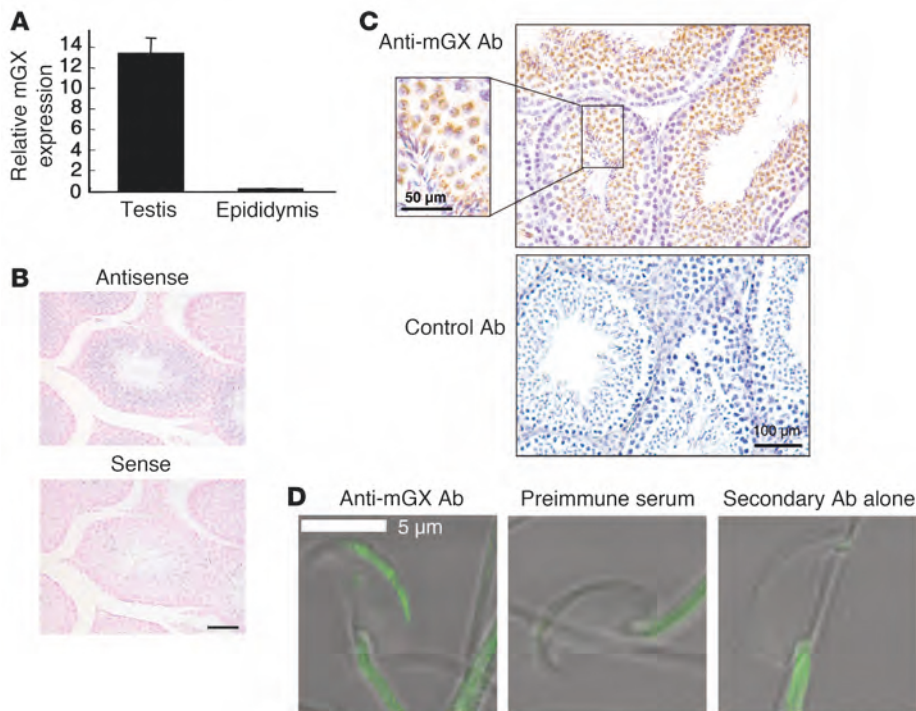 A
Relative mGX
expression
14
12
10
8
6
4
2
0
Testis
Epididymis
B
Antisense
Sense
C
Anti-mGX Ab
50 µm
Control Ab
100 µm
D
Anti-mGX Ab
Preimmune serum
Secondary Ab alone
5 µm